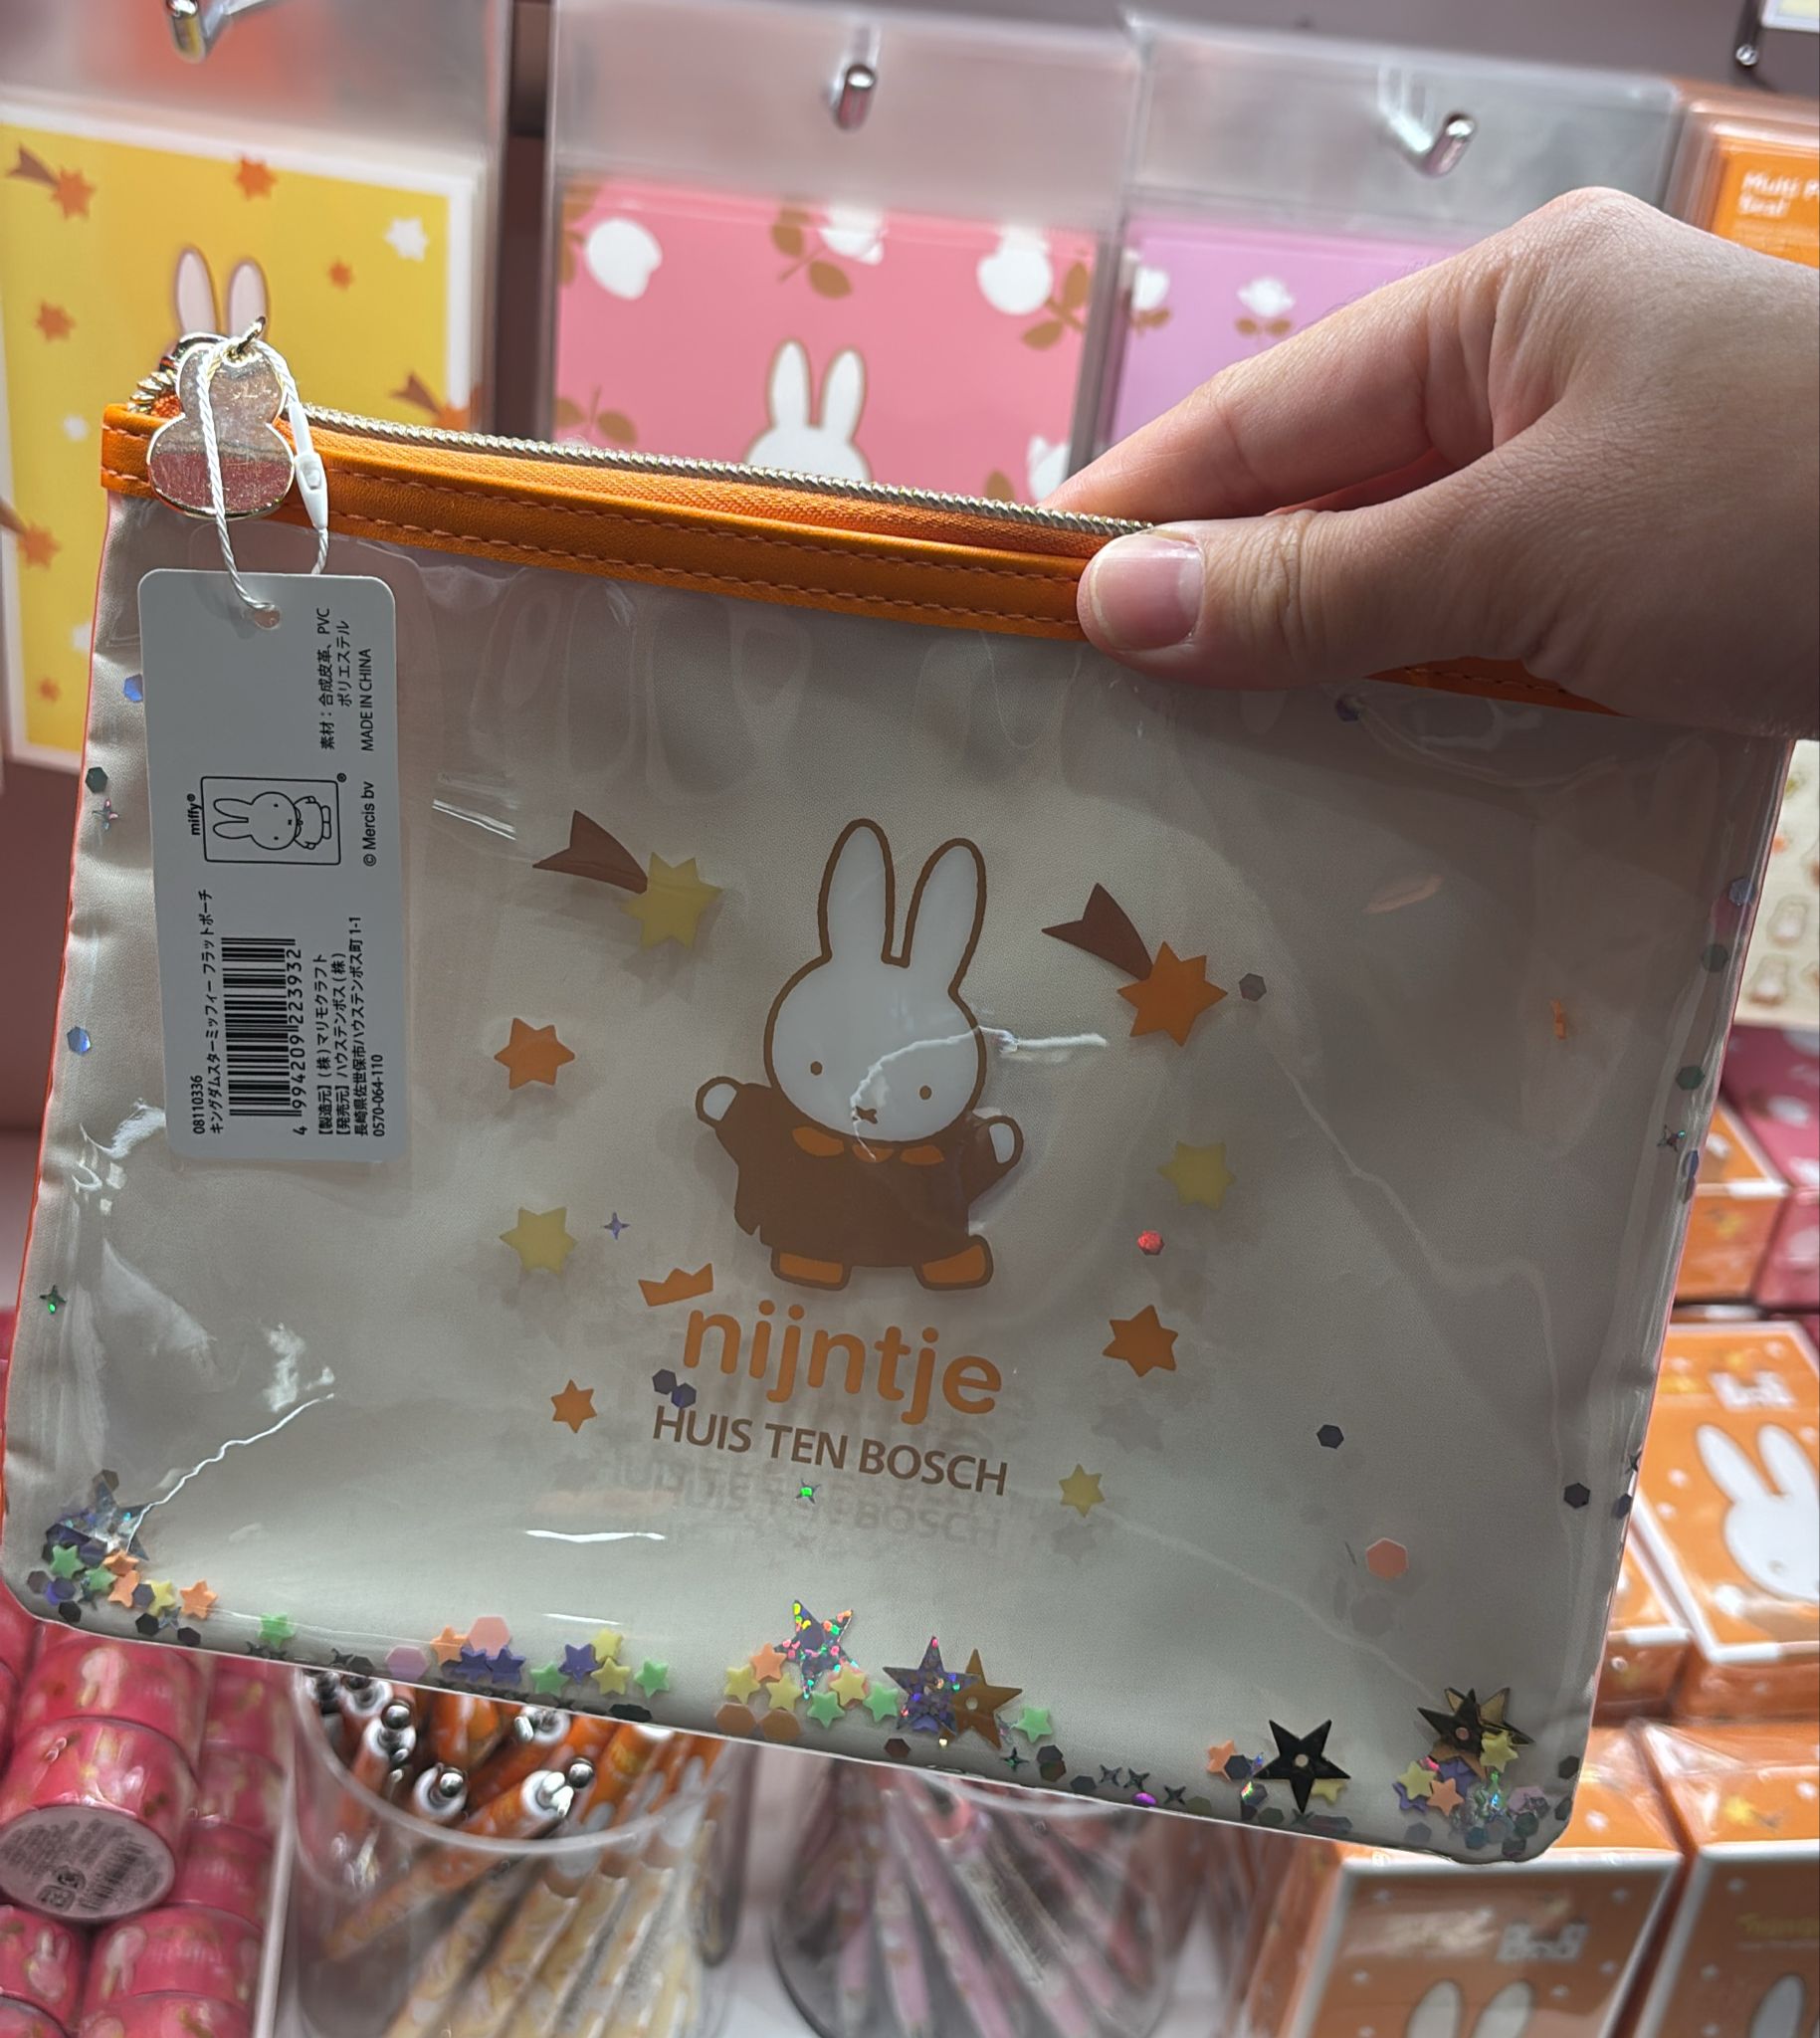 Multi P
Seal
素材：合成皮革、PVC
ポリエステル
MADE IN CHINA
miffy®
®
© Mercis bv
08110336
キングダムスターミッフィー フラットポーチ
4 994209 223932
【製造元】(株)マリモクラフト
【発売元】ハウステンボス(株)
長崎県佐世保市ハウステンボス町 1-1
0570-064-110
nijntje
HUIS TEN BOSCH